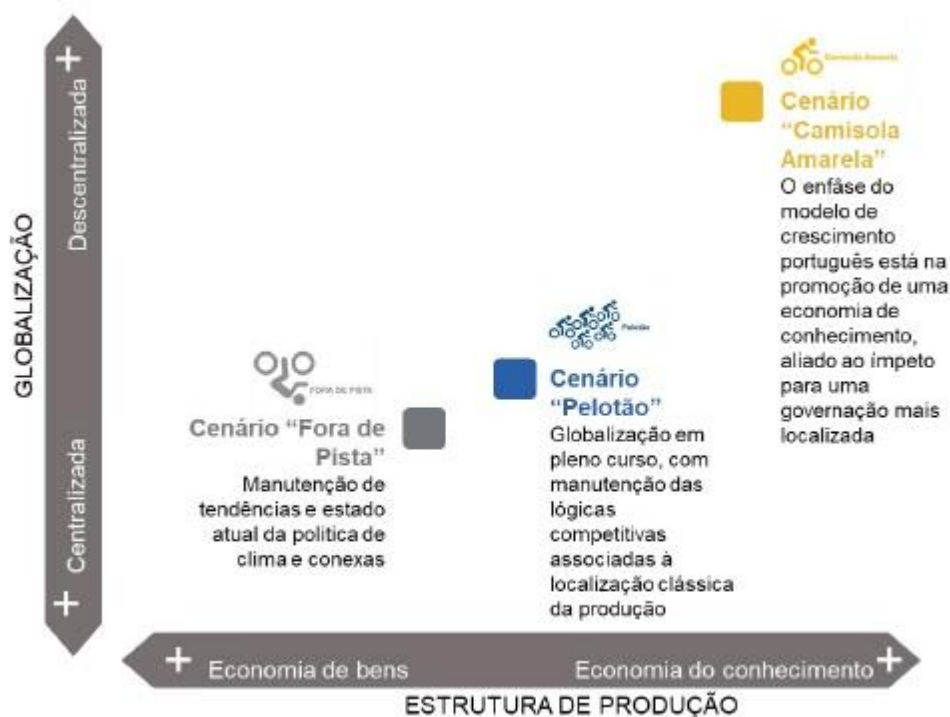 GLOBALIZAÇÃO
+
Descentralizada
Centralizada
+
Camisola Amarela
Cenário
“Camisola
Amarela”
O enfâse do
modelo de
crescimento
português está na
promoção de uma
economia de
conhecimento,
aliado ao ímpeto
para uma
governação mais
localizada
Pelotão
Cenário
“Pelotão”
Globalização em
pleno curso, com
manutenção das
lógicas
competitivas
associadas à
localização clássica
da produção
FORA DE PISTA
Cenário “Fora de
Pista”
Manutenção de
tendências e estado
atual da politica de
clima e conexas
+ Economia de bens
Economia do conhecimento +
ESTRUTURA DE PRODUÇÃO